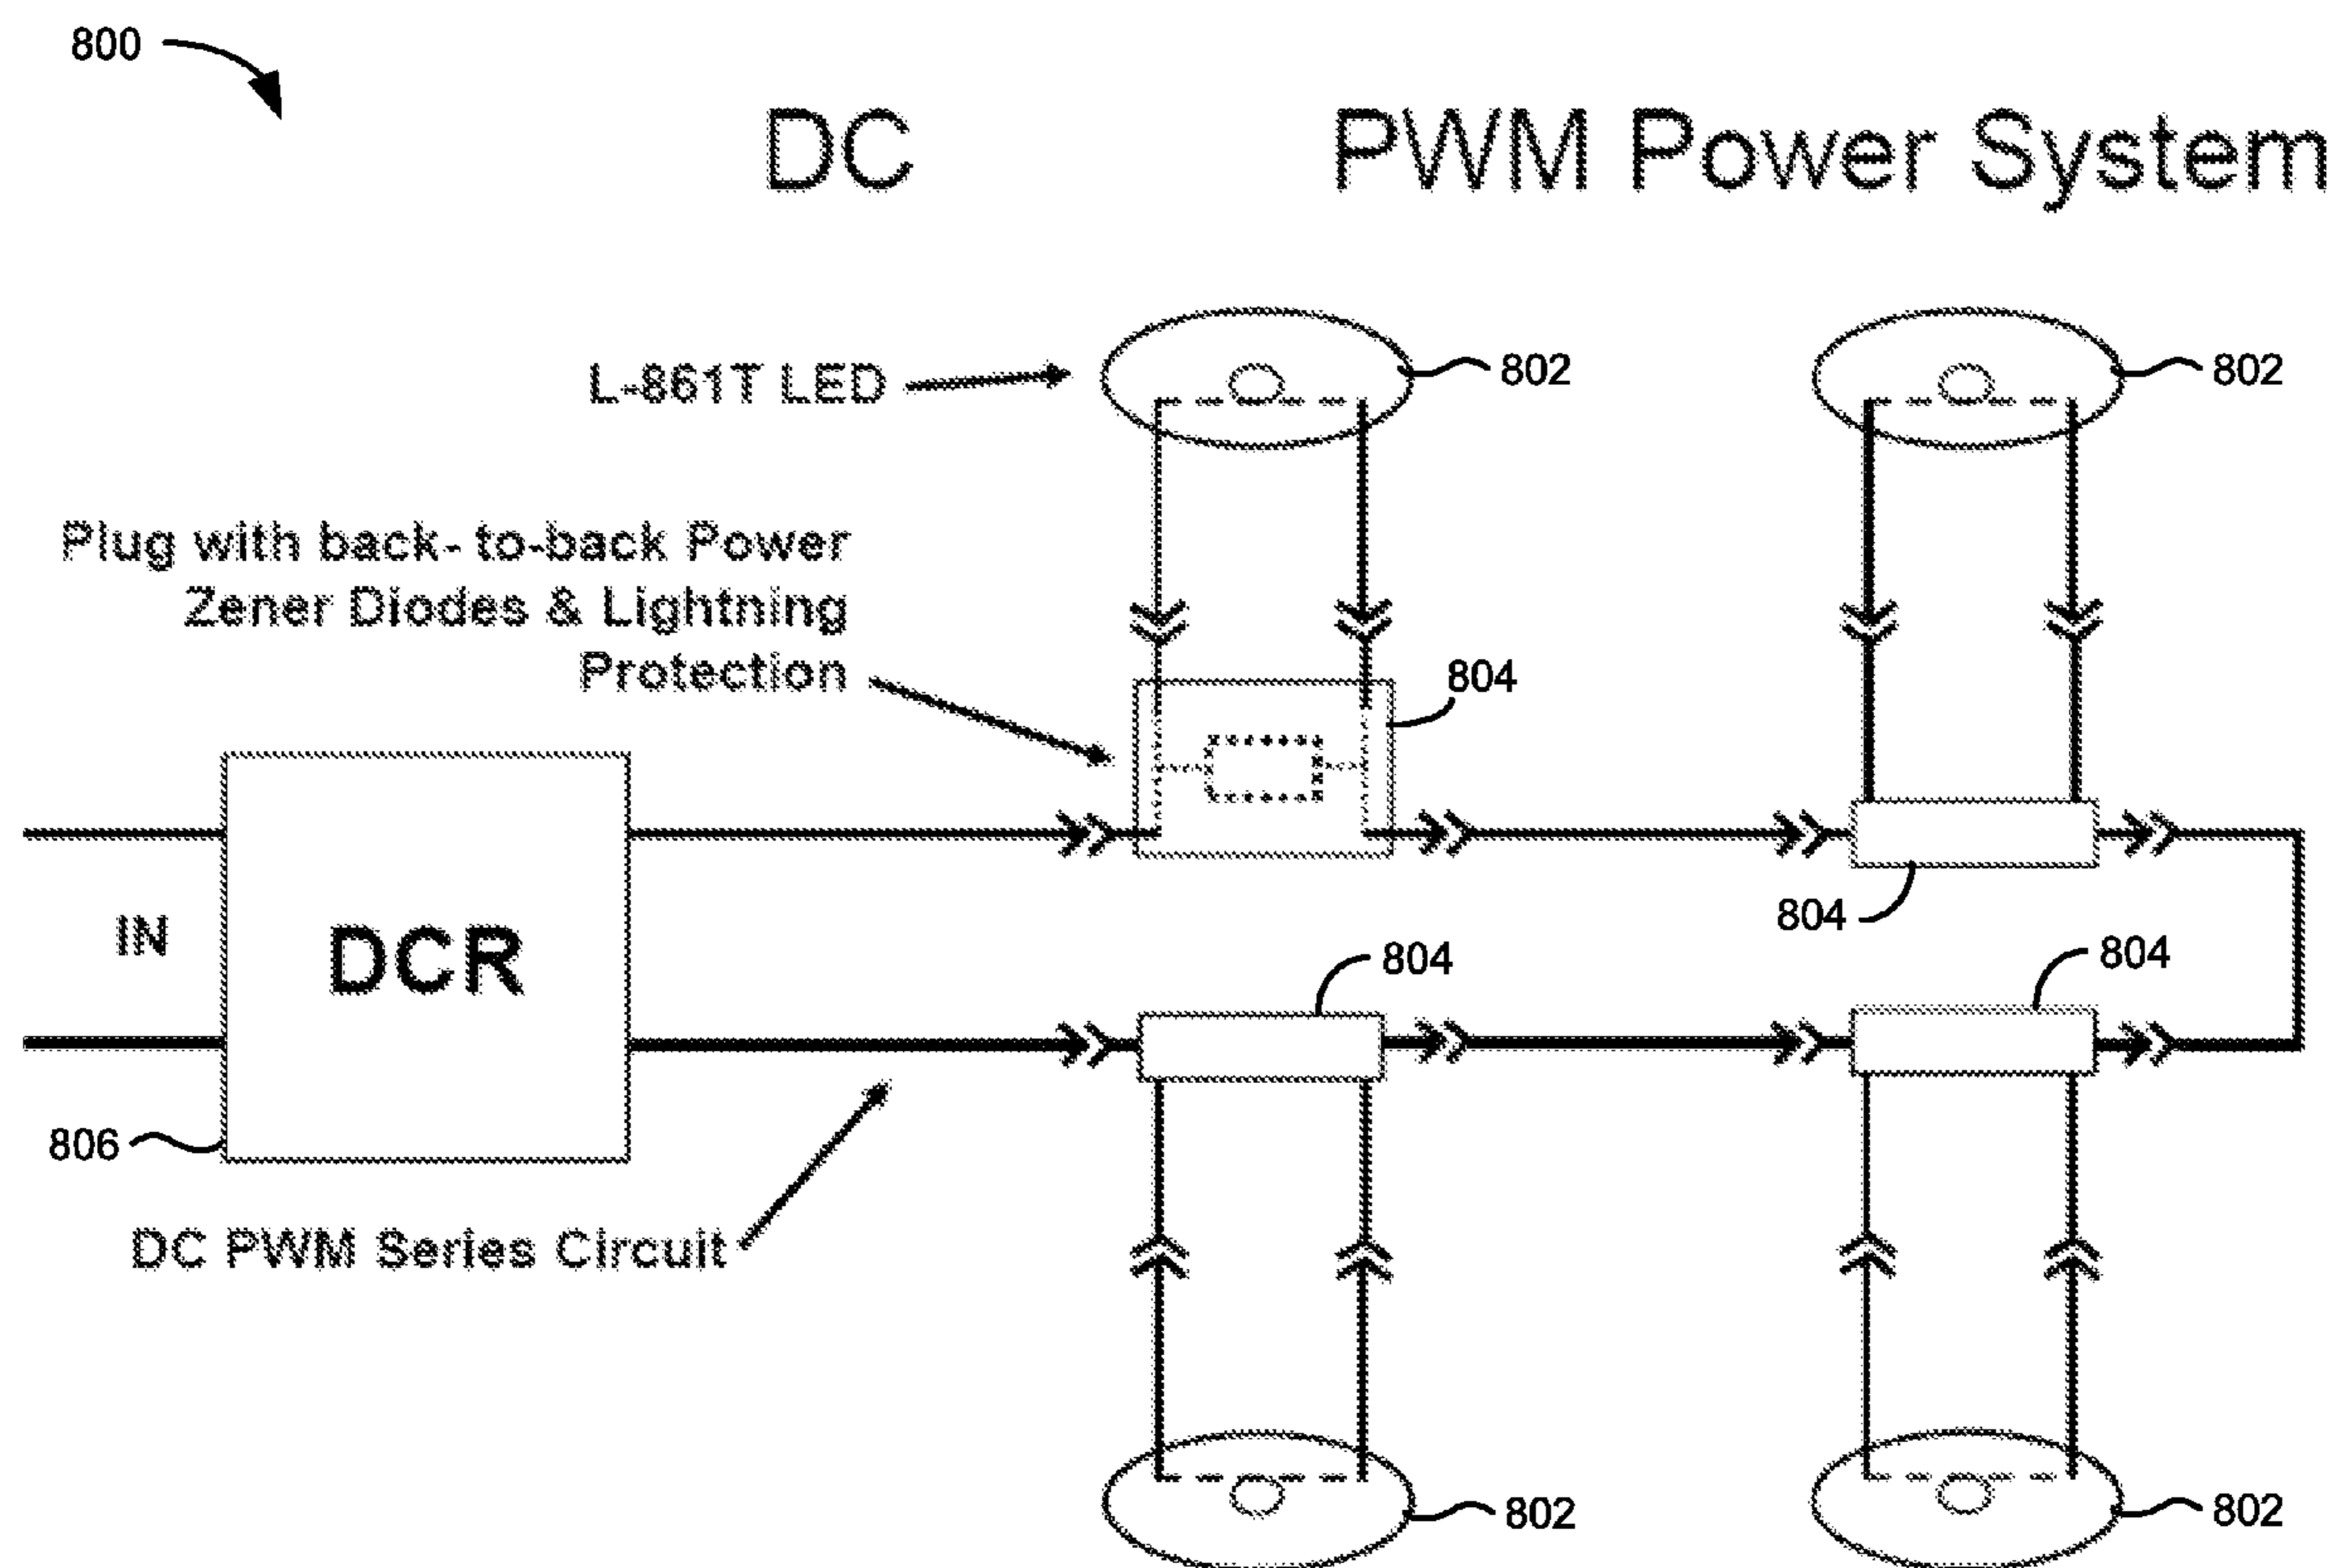 800
DC PWM Power System
L-861T LED
802
802
Plug with back- to-back Power
Zener Diodes & Lightning
Protection
804
804
IN
DCR
804
804
806
DC PWM Series Circuit
802
802